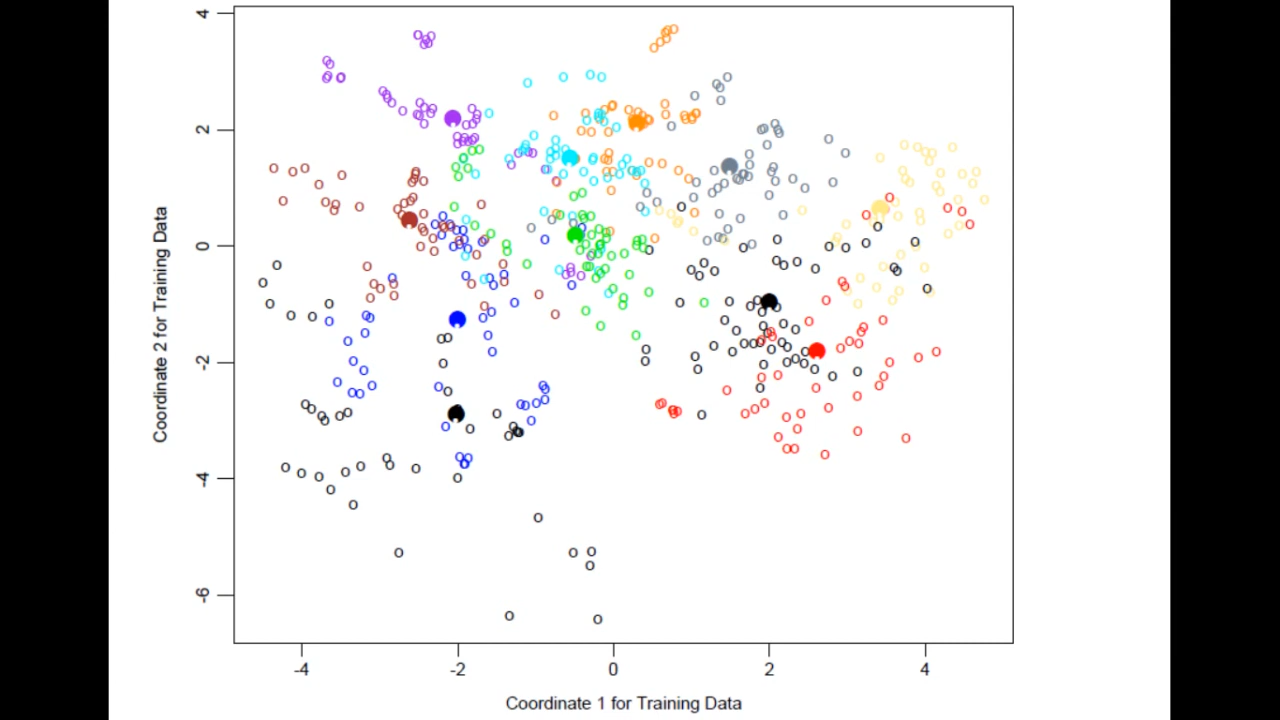 4
2
0
-2
-4
-6
Coordinate 2 for Training Data
-4 -2 0 2 4
Coordinate 1 for Training Data